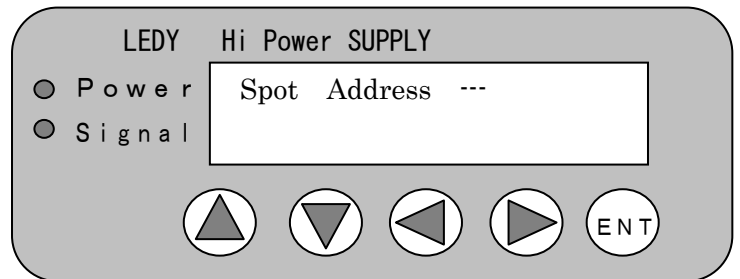 LEDY Hi Power SUPPLY
Power
Spot Address ---
Signal
ENT